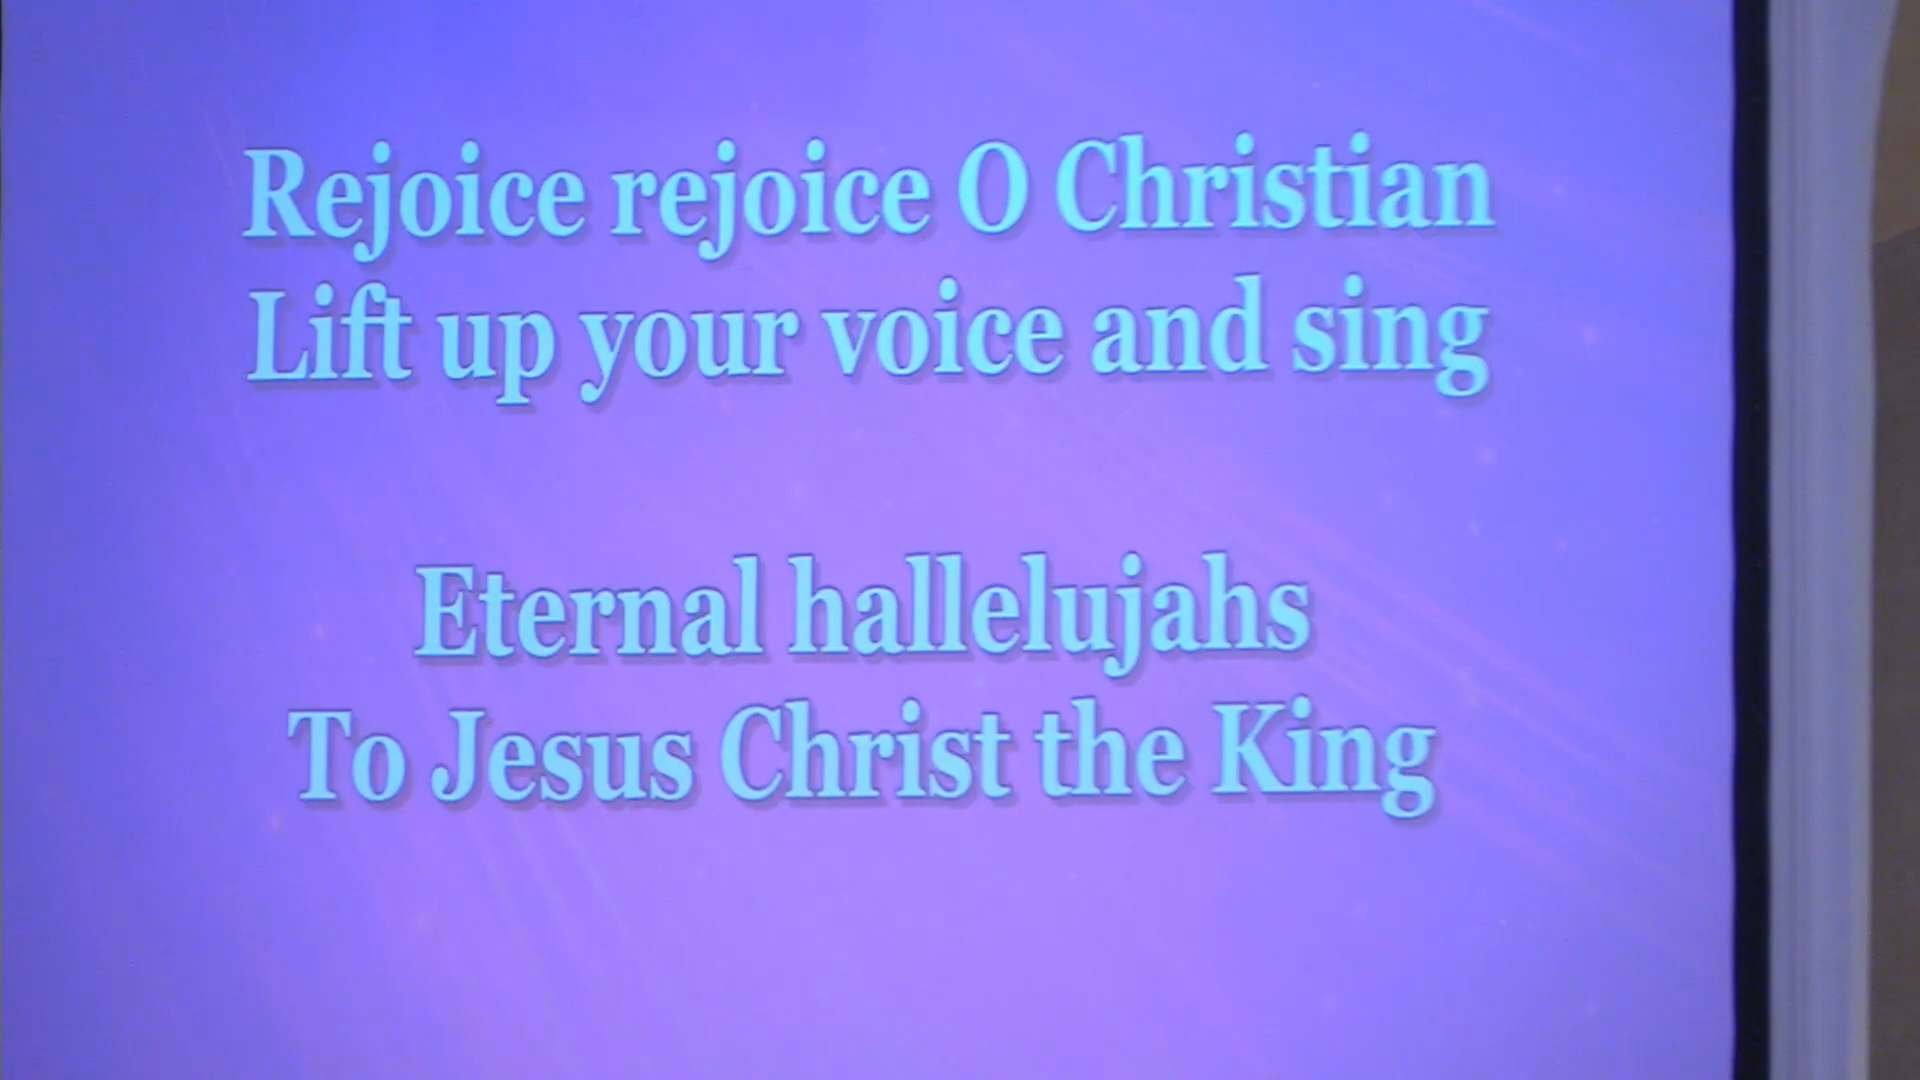 Rejoice rejoice O Christian
Lift up your voice and sing
Eternal hallelujahs
To Jesus Christ the King